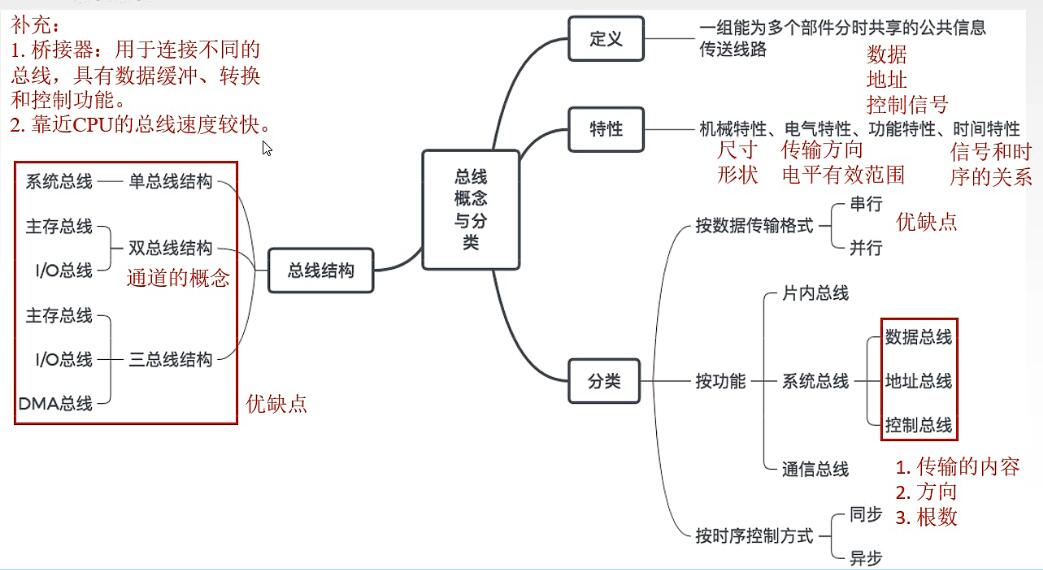 补充：
1. 桥接器：用于连接不同的
总线，具有数据缓冲、转换
和控制功能。
2. 靠近CPU的总线速度较快。
定义
一组能为多个部件分时共享的公共信息
传送线路
数据
地址
控制信号
特性
机械特性、电气特性、功能特性、时间特性
尺寸
形状
传输方向
电平有效范围
信号和时
序的关系
总线
概念
与分
类
总线结构
系统总线
单总线结构
主存总线
I/O总线
双总线结构
通道的概念
主存总线
I/O总线
DMA总线
三总线结构
优缺点
分类
按数据传输格式
串行
并行
优缺点
按功能
片内总线
系统总线
数据总线
地址总线
控制总线
通信总线
1. 传输的内容
2. 方向
3. 根数
按时序控制方式
同步
异步